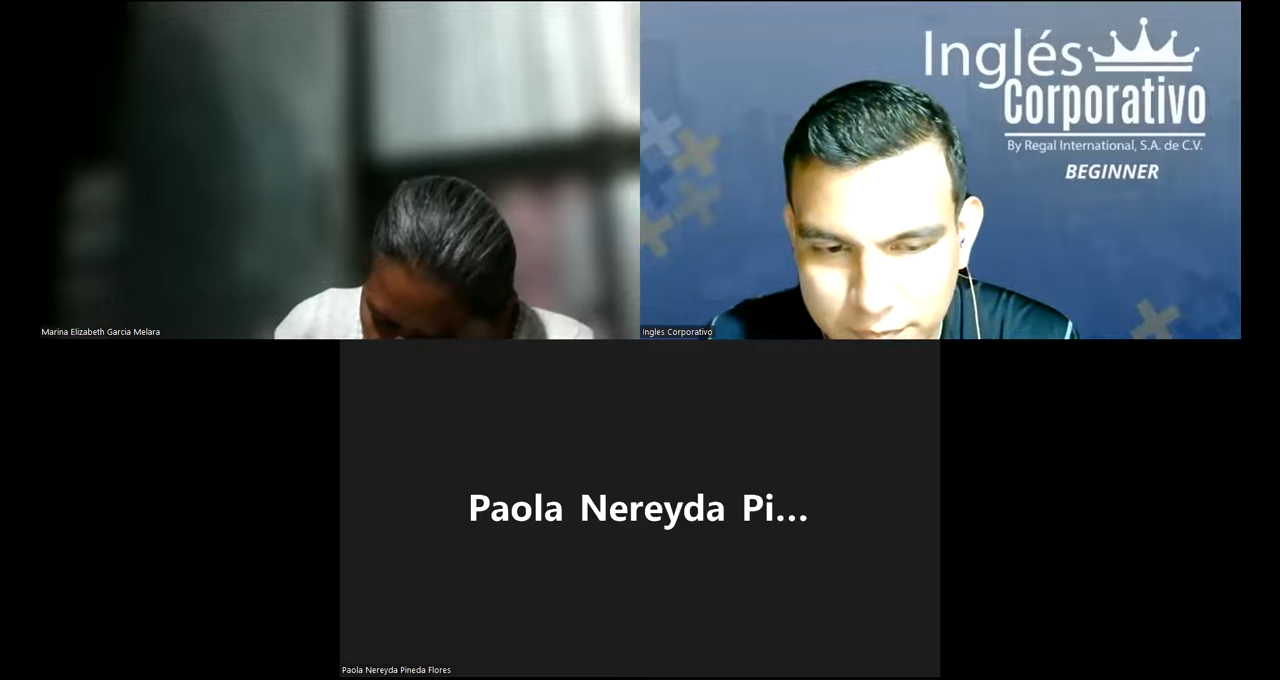 Inglés
Corporativo
By Regal International, S.A. de C.V.
BEGINNER
Marina Elizabeth Garcia Melara
Ingles Corporativo
Paola Nereyda Pi...
Paola Nereyda Pineda Flores